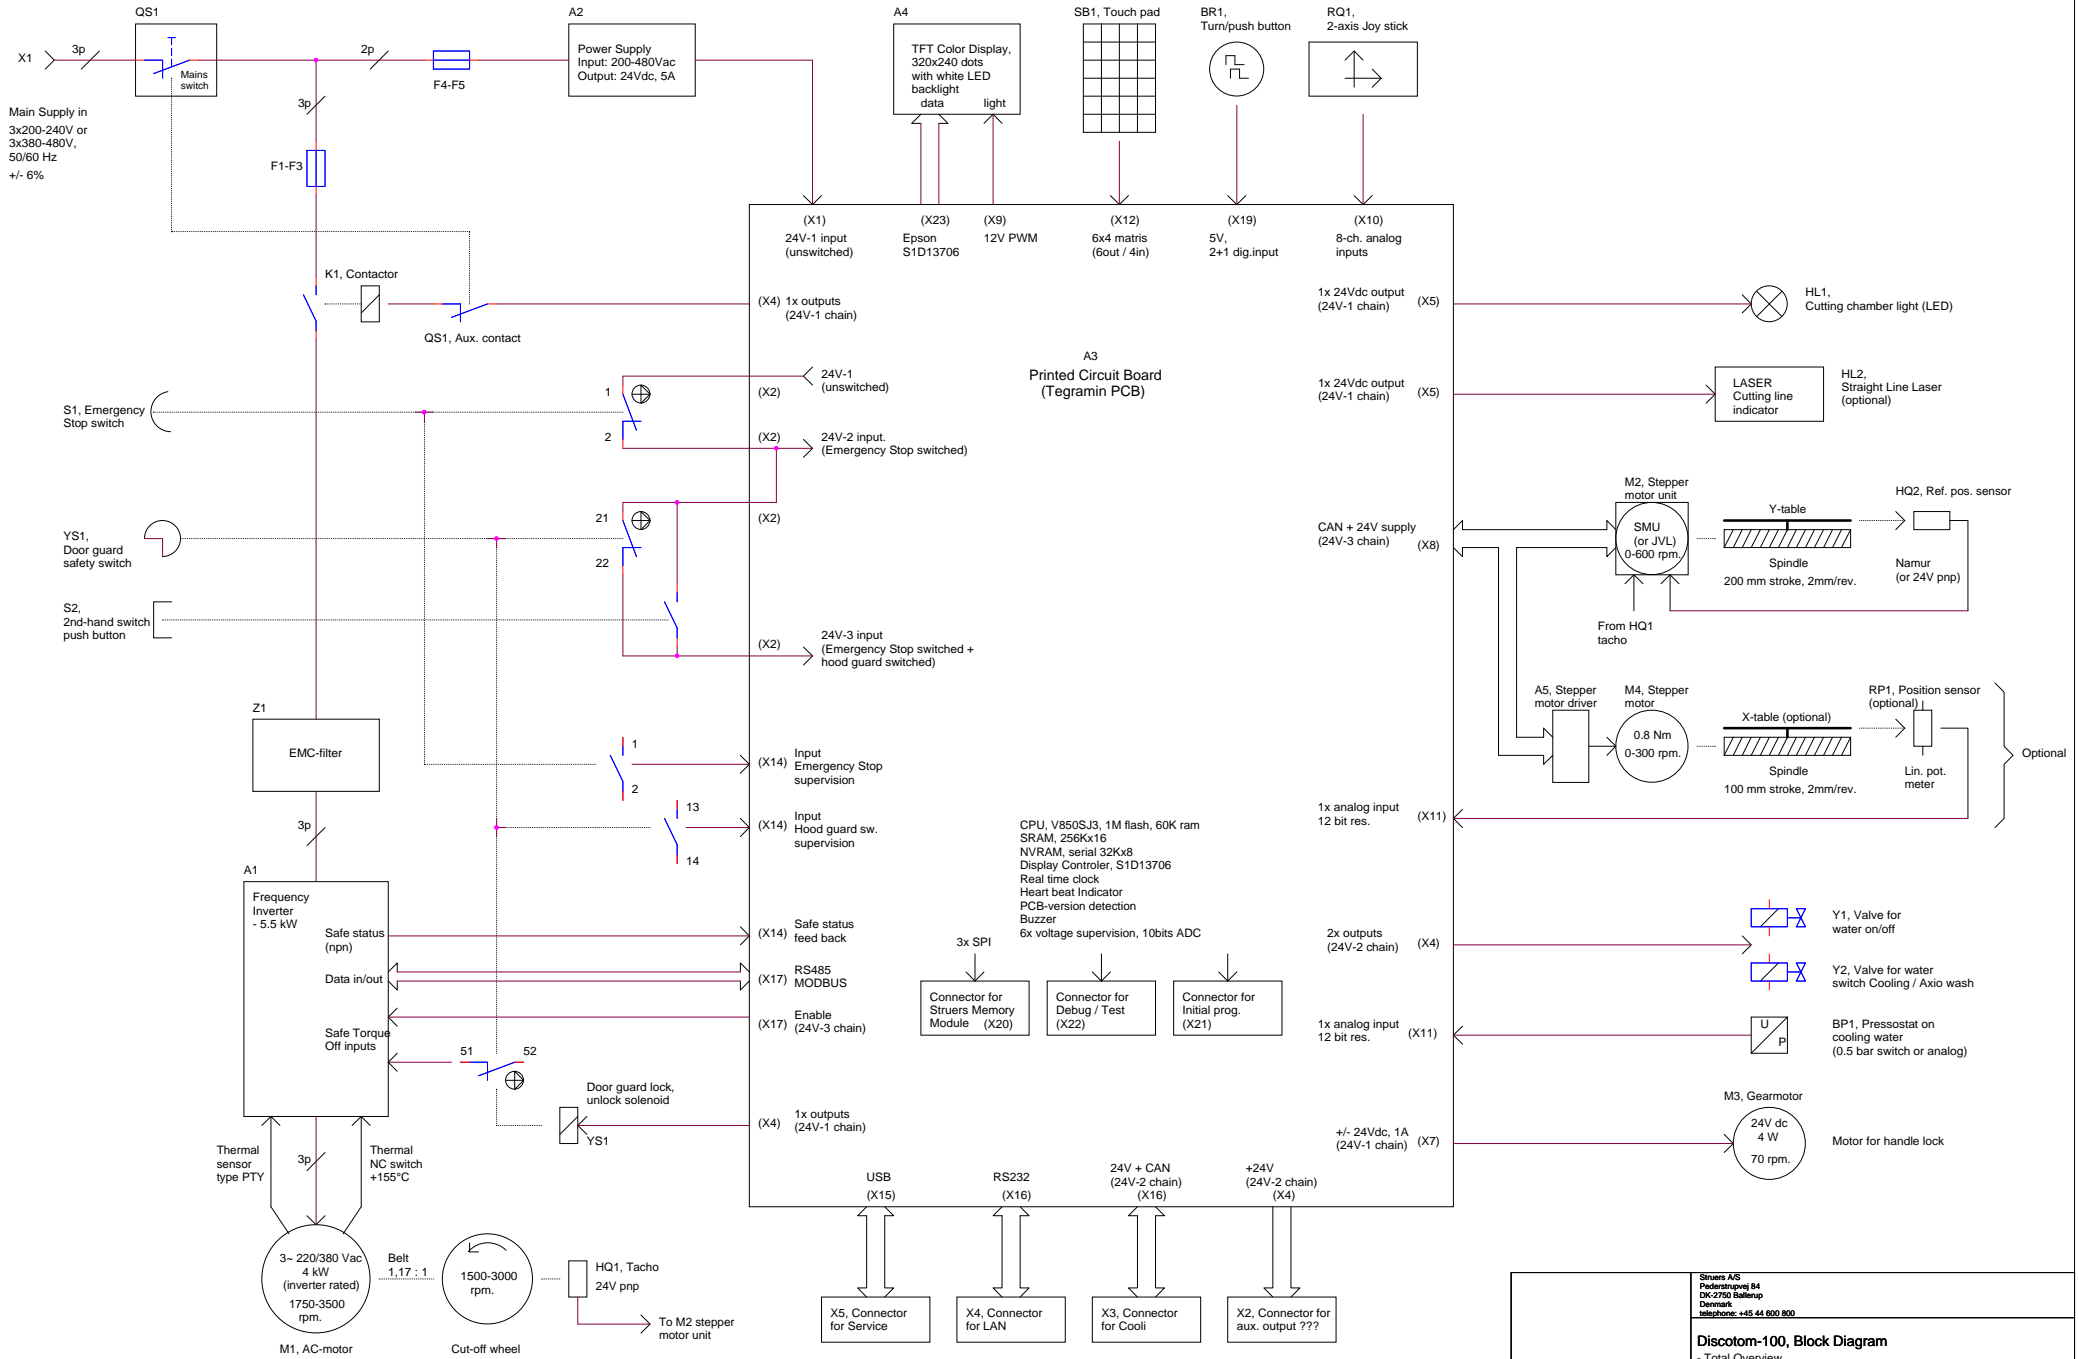 QS1
A2
A4
SB1, Touch pad
BR1,
Turn/push button
RQ1,
2-axis Joy stick
X1
3p
Mains
switch
2p
F4-F5
Power Supply
Input: 200-480Vac
Output: 24Vdc, 5A
TFT Color Display,
320x240 dots
with white LED
backlight
data
light
Main Supply in
3x200-240V or
3x380-480V,
50/60 Hz
+/- 6%
3p
F1-F3
(X1)
24V-1 input
(unswitched)
(X23)
Epson
S1D13706
(X9)
12V PWM
(X12)
6x4 matris
(6out / 4in)
(X19)
5V,
2+1 dig.input
(X10)
8-ch. analog
inputs
K1, Contactor
QS1, Aux. contact
(X4)
1x outputs
(24V-1 chain)
1x 24Vdc output
(24V-1 chain)
(X5)
HL1,
Cutting chamber light (LED)
A3
Printed Circuit Board
(Tegramin PCB)
1
24V-1
(unswitched)
(X2)
1x 24Vdc output
(24V-1 chain)
(X5)
LASER
Cutting line
indicator
HL2,
Straight Line Laser
(optional)
S1, Emergency
Stop switch
2
(X2)
24V-2 input.
(Emergency Stop switched)
M2, Stepper
motor unit
HQ2, Ref. pos. sensor
21
(X2)
CAN + 24V supply
(24V-3 chain)
(X8)
SMU
(or JVL)
0-600 rpm.
Y-table
Spindle
200 mm stroke, 2mm/rev.
Namur
(or 24V pnp)
YS1,
Door guard
safety switch
22
S2,
2nd-hand switch
push button
From HQ1
tacho
(X2)
24V-3 input
(Emergency Stop switched +
hood guard switched)
A5, Stepper
motor driver
M4, Stepper
motor
RP1, Position sensor
(optional)
Z1
EMC-filter
0.8 Nm
0-300 rpm.
X-table (optional)
Spindle
100 mm stroke, 2mm/rev.
Lin. pot.
meter
Optional
1
2
(X14)
Input
Emergency Stop
supervision
13
14
(X14)
Input
Hood guard sw.
supervision
1x analog input
12 bit res.
(X11)
3p
CPU, V850SJ3, 1M flash, 60K ram
SRAM, 256Kx16
NVRAM, serial 32Kx8
Display Controler, S1D13706
Real time clock
Heart beat Indicator
PCB-version detection
Buzzer
6x voltage supervision, 10bits ADC
A1
Frequency
Inverter
- 5.5 kW
Safe status
(npn)
(X14)
Safe status
feed back
3x SPI
2x outputs
(24V-2 chain)
(X4)
Y1, Valve for
water on/off
Y2, Valve for water
switch Cooling / Axio wash
Data in/out
(X17)
RS485
MODBUS
Connector for
Struers Memory
Module (X20)
Connector for
Debug / Test
(X22)
Connector for
Initial prog.
(X21)
Safe Torque
Off inputs
(X17)
Enable
(24V-3 chain)
1x analog input
12 bit res.
(X11)
U
P
BP1, Pressostat on
cooling water
(0.5 bar switch or analog)
51
52
Door guard lock,
unlock solenoid
YS1
(X4)
1x outputs
(24V-1 chain)
M3, Gearmotor
+/- 24Vdc, 1A
(24V-1 chain)
(X7)
24V dc
4 W
70 rpm.
Motor for handle lock
Thermal
sensor
type PTY
3p
Thermal
NC switch
+155°C
USB
(X15)
RS232
(X16)
24V + CAN
(24V-2 chain)
(X16)
+24V
(24V-2 chain)
(X4)
3~ 220/380 Vac
4 kW
(inverter rated)
1750-3500
rpm.
Belt
1,17 : 1
1500-3000
rpm.
HQ1, Tacho
24V pnp
To M2 stepper
motor unit
X5, Connector
for Service
X4, Connector
for LAN
X3, Connector
for Cooli
X2, Connector for
aux. output ???
M1, AC-motor
Cut-off wheel
Struers A/S
Pederstrupvej 84
DK-2750 Ballerup
Denmark
telephone: +45 44 600 800
Discotom-100, Block Diagram
- Total Overview